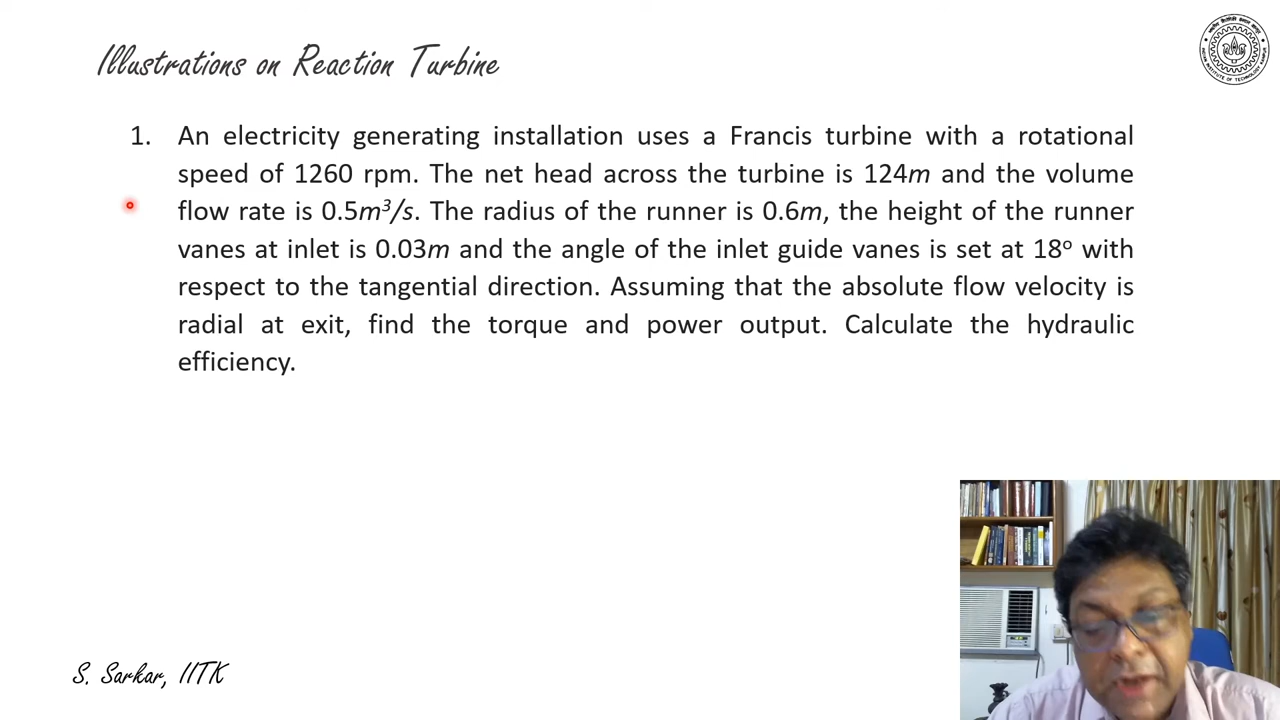 Illustrations on Reaction Turbine
1. An electricity generating installation uses a Francis turbine with a rotational
speed of 1260 rpm. The net head across the turbine is 124m and the volume
flow rate is 0.5m³/s. The radius of the runner is 0.6m, the height of the runner
vanes at inlet is 0.03m and the angle of the inlet guide vanes is set at 18º with
respect to the tangential direction. Assuming that the absolute flow velocity is
radial at exit, find the torque and power output. Calculate the hydraulic
efficiency.
S. Sarkar, IITK